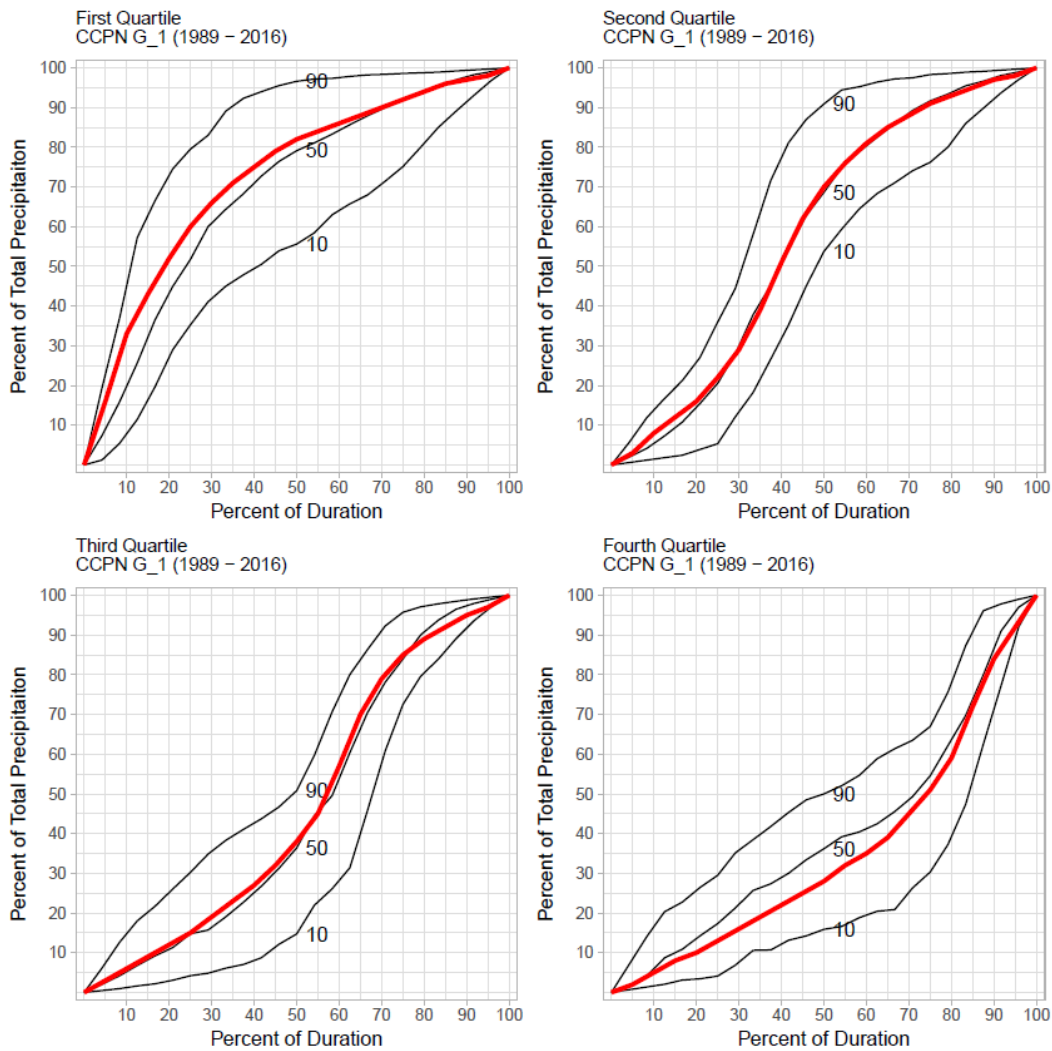 First Quartile
CCPN G_1 (1989 − 2016)
100
90
80
70
60
50
40
30
20
10
Percent of Total Precipitaiton
90
50
10
10 20 30 40 50 60 70 80 90 100
Percent of Duration
Second Quartile
CCPN G_1 (1989 − 2016)
100
90
80
70
60
50
40
30
20
10
Percent of Total Precipitaiton
90
50
10
10 20 30 40 50 60 70 80 90 100
Percent of Duration
Third Quartile
CCPN G_1 (1989 − 2016)
100
90
80
70
60
50
40
30
20
10
Percent of Total Precipitaiton
90
50
10
10 20 30 40 50 60 70 80 90 100
Percent of Duration
Fourth Quartile
CCPN G_1 (1989 − 2016)
100
90
80
70
60
50
40
30
20
10
Percent of Total Precipitaiton
90
50
10
10 20 30 40 50 60 70 80 90 100
Percent of Duration